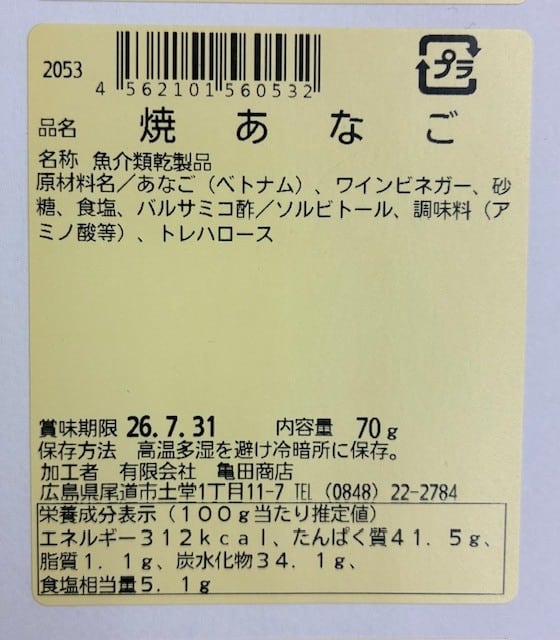 2053
4 562101 560532
プラ
品名 焼あなご
名称 魚介類乾製品
原材料名／あなご（ベトナム）、ワインビネガー、砂
糖、食塩、バルサミコ酢／ソルビトール、調味料（ア
ミノ酸等）、トレハロース
賞味期限 26.7.31 内容量 70g
保存方法 高温多湿を避け冷暗所に保存。
加工者 有限会社 亀田商店
広島県尾道市土堂1丁目11-7 TEL（0848）22-2784
栄養成分表示（１００ｇ当たり推定値）
エネルギー３１２ｋｃａｌ、たんぱく質４１．５ｇ、
脂質１．１ｇ、炭水化物３４．１ｇ、
食塩相当量５．１ｇ